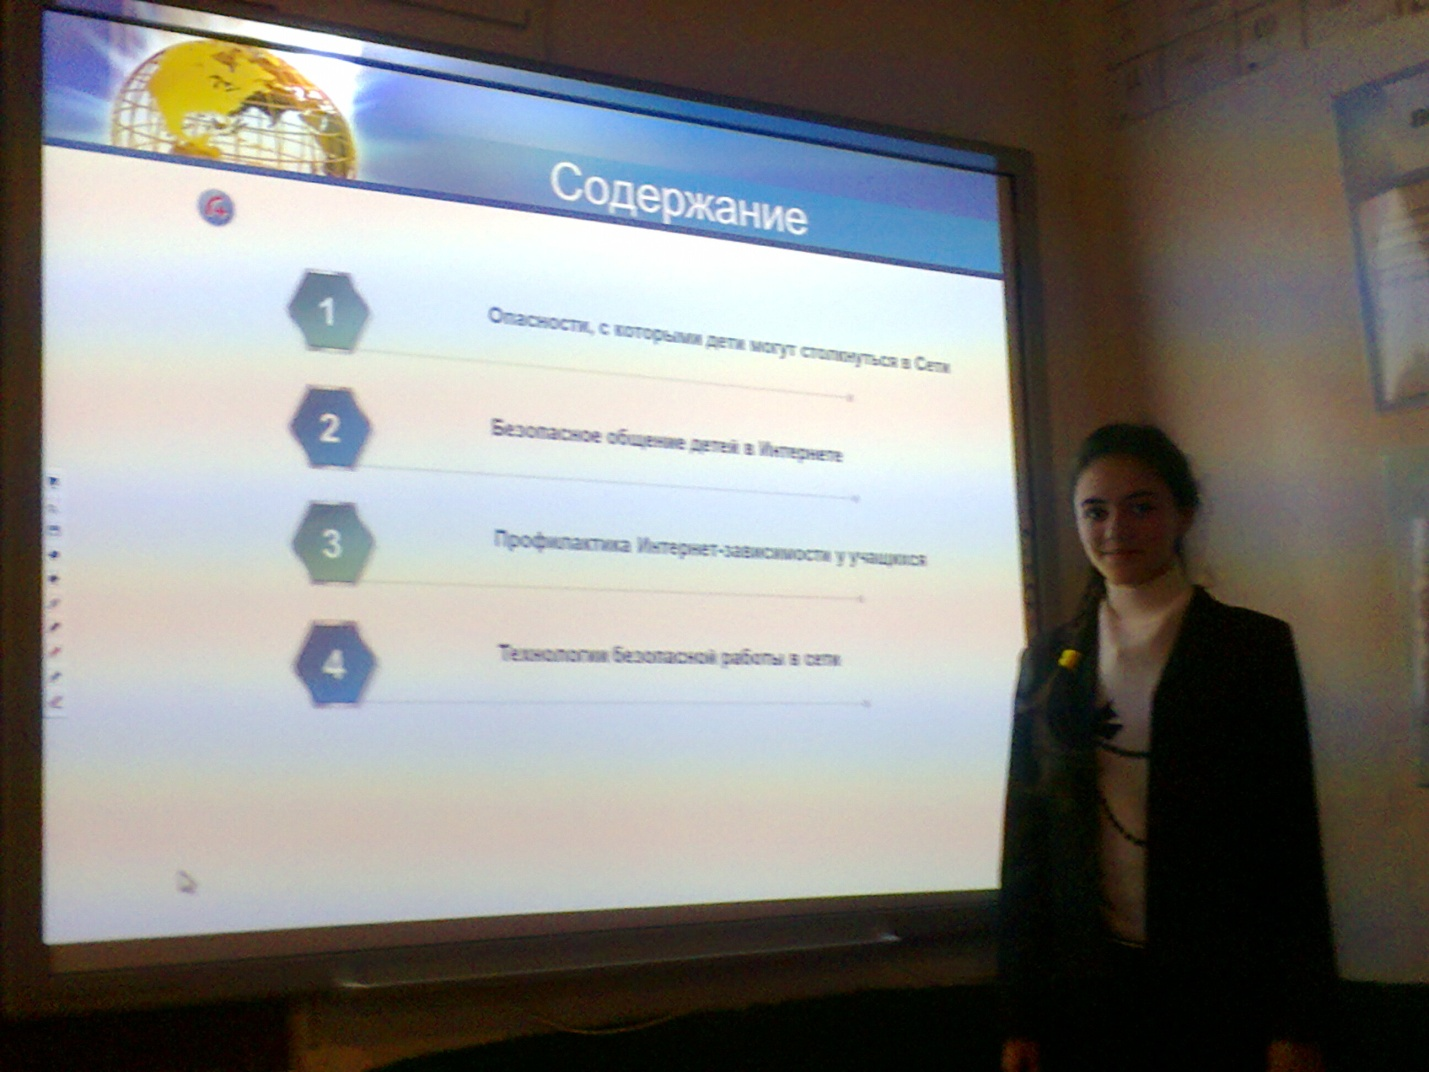 Содержание
1 Опасности, с которыми дети могут столкнуться в Сети
2 Безопасное общение детей в Интернете
3 Профилактика Интернет-зависимости у учащихся
4 Технологии безопасной работы в сети